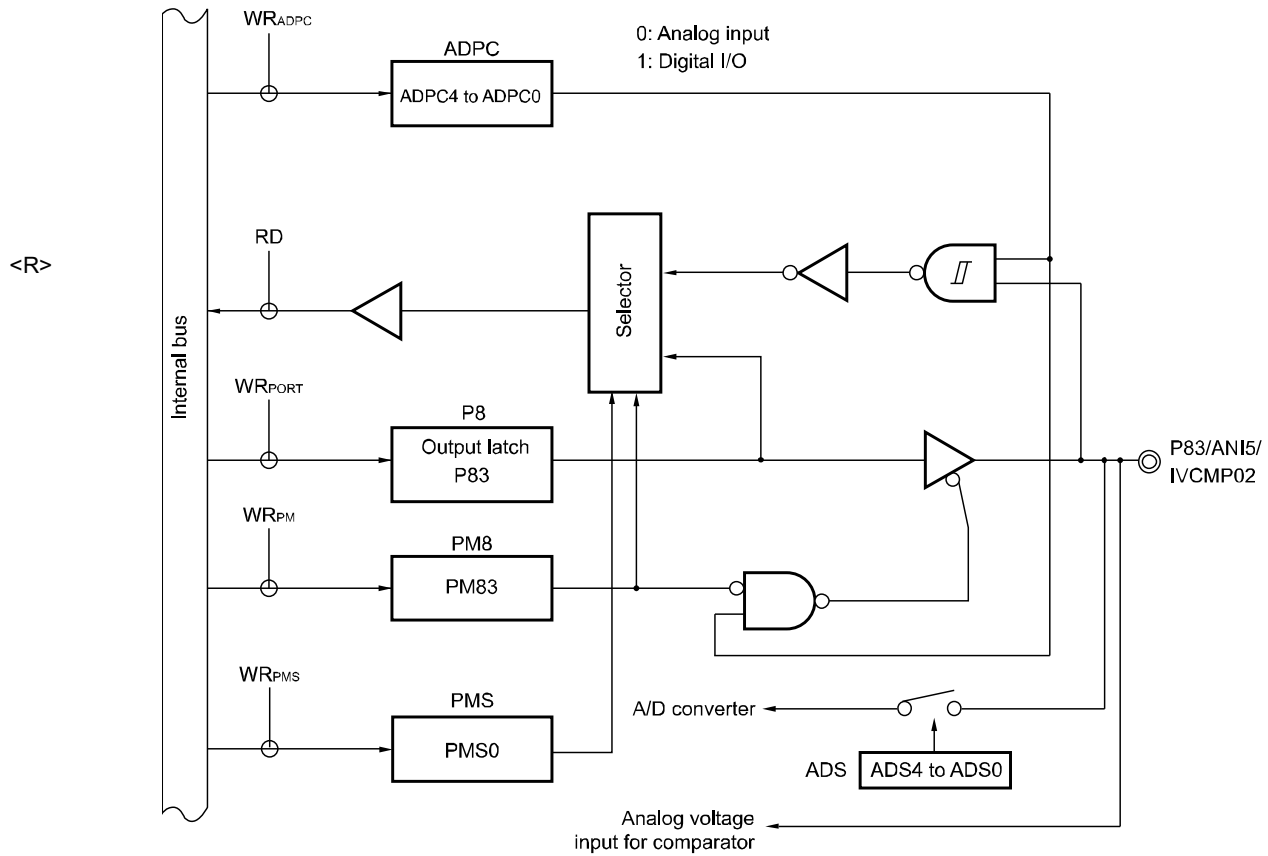 WRADPC
ADPC
ADPC4 to ADPC0
0: Analog input
1: Digital I/O
<R>
RD
Selector
Internal bus
WRPORT
P8
Output latch
P83
P83/ANI5/
IVCMP02
WRPM
PM8
PM83
WRPMS
PMS
PMS0
A/D converter
ADS
ADS4 to ADS0
Analog voltage
input for comparator